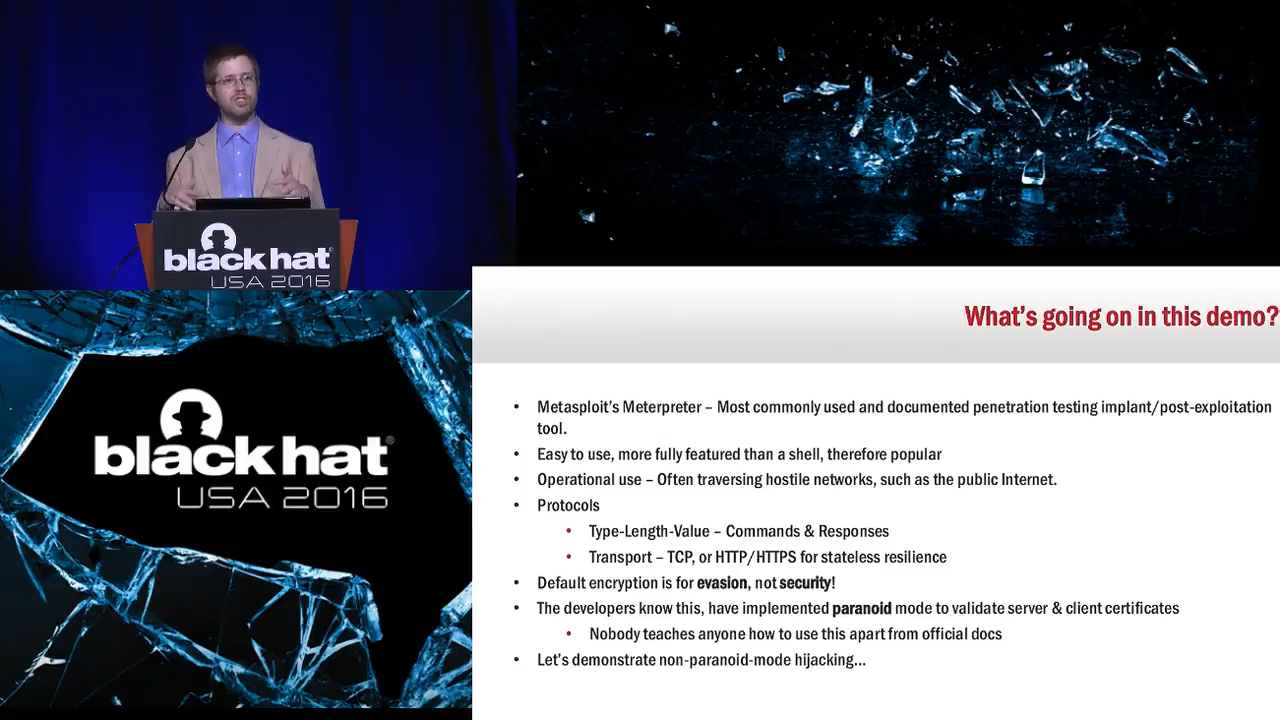 black hat®
USA 2016
black hat®
USA 2016
What's going on in this demo?
• Metasploit's Meterpreter – Most commonly used and documented penetration testing implant/post-exploitation
tool.
• Easy to use, more fully featured than a shell, therefore popular
• Operational use – Often traversing hostile networks, such as the public Internet.
• Protocols
• Type-Length-Value – Commands & Responses
• Transport – TCP, or HTTP/HTTPS for stateless resilience
• Default encryption is for evasion, not security!
• The developers know this, have implemented paranoid mode to validate server & client certificates
• Nobody teaches anyone how to use this apart from official docs
• Let's demonstrate non-paranoid-mode hijacking...